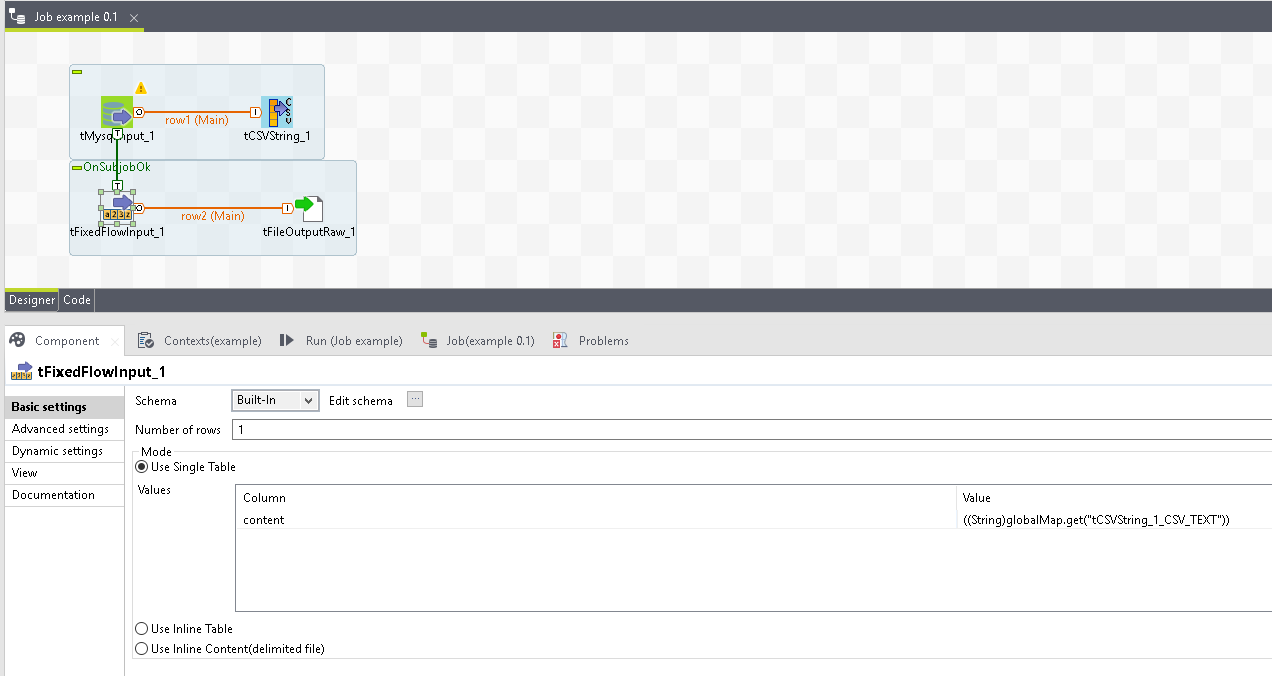 Job example 0.1
row1 (Main)
tMysqlInput_1
tCSVString_1
C
S
V
OnSubjobOk
row2 (Main)
tFixedFlowInput_1
tFileOutputRaw_1
Designer Code
Component Contexts(example) Run (Job example) Job(example 0.1) Problems
tFixedFlowInput_1
Basic settings
Advanced settings
Dynamic settings
View
Documentation
Schema Built-In Edit schema ...
Number of rows 1
Mode
Use Single Table
Values
Column Value
content ((String)globalMap.get("tCSVString_1_CSV_TEXT"))
Use Inline Table
Use Inline Content(delimited file)